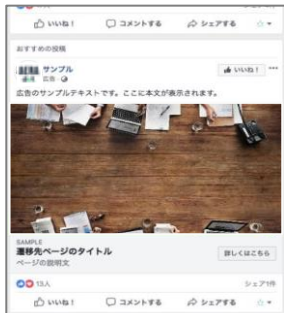 いいね！ コメントする シェアする
おすすめの投稿
サンプル いいね！
広告
広告のサンプルテキストです。ここに本文が表示されます。
SAMPLE
遷移先ページのタイトル
ページの説明文
詳しくはこちら
13人 シェア1件
いいね！ コメントする シェアする